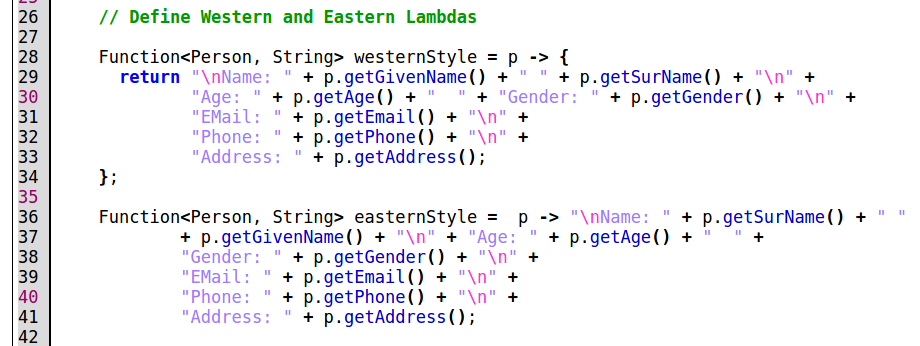 25
26 // Define Western and Eastern Lambdas
27
28 Function<Person, String> westernStyle = p -> {
29 return "\nName: " + p.getGivenName() + " " + p.getSurName() + "\n" +
30 "Age: " + p.getAge() + "  " + "Gender: " + p.getGender() + "\n" +
31 "EMail: " + p.getEmail() + "\n" +
32 "Phone: " + p.getPhone() + "\n" +
33 "Address: " + p.getAddress();
34 };
35
36 Function<Person, String> easternStyle =  p -> "\nName: " + p.getSurName() + " "
37 + p.getGivenName() + "\n" + "Age: " + p.getAge() + "  " +
38 "Gender: " + p.getGender() + "\n" +
39 "EMail: " + p.getEmail() + "\n" +
40 "Phone: " + p.getPhone() + "\n" +
41 "Address: " + p.getAddress();
42